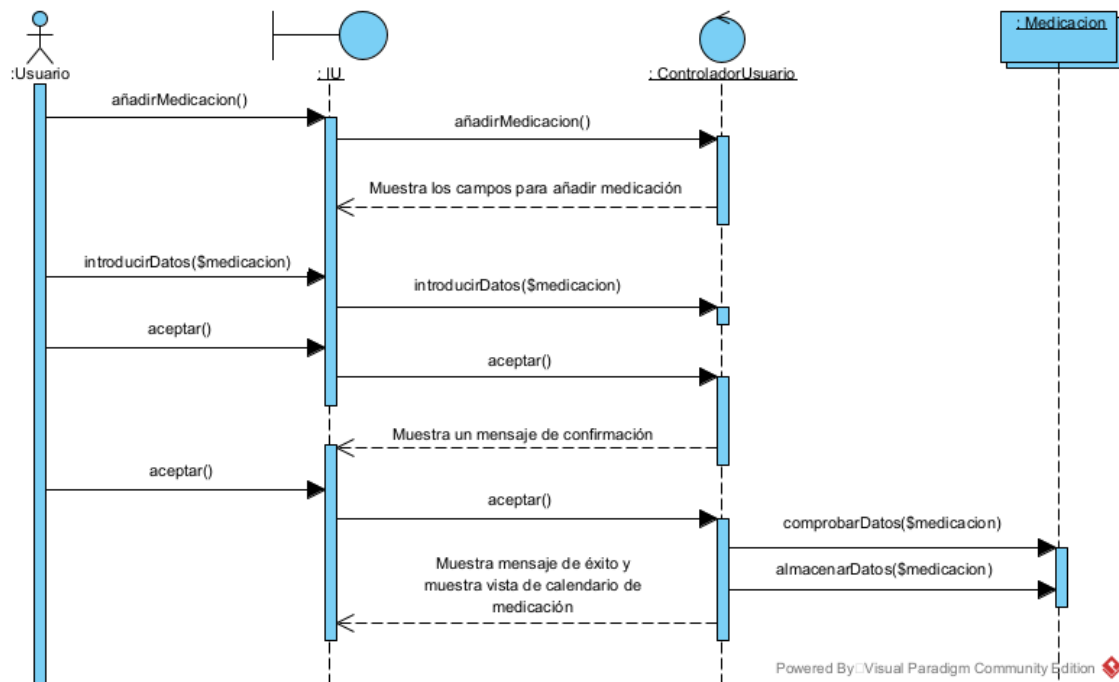 : Medicacion
:Usuario
: IU
: ControladorUsuario
añadirMedicacion()
añadirMedicacion()
Muestra los campos para añadir medicación
introducirDatos($medicacion)
introducirDatos($medicacion)
aceptar()
aceptar()
Muestra un mensaje de confirmación
aceptar()
aceptar()
comprobarDatos($medicacion)
Muestra mensaje de éxito y
muestra vista de calendario de
medicación
almacenarDatos($medicacion)
Powered By Visual Paradigm Community Edition